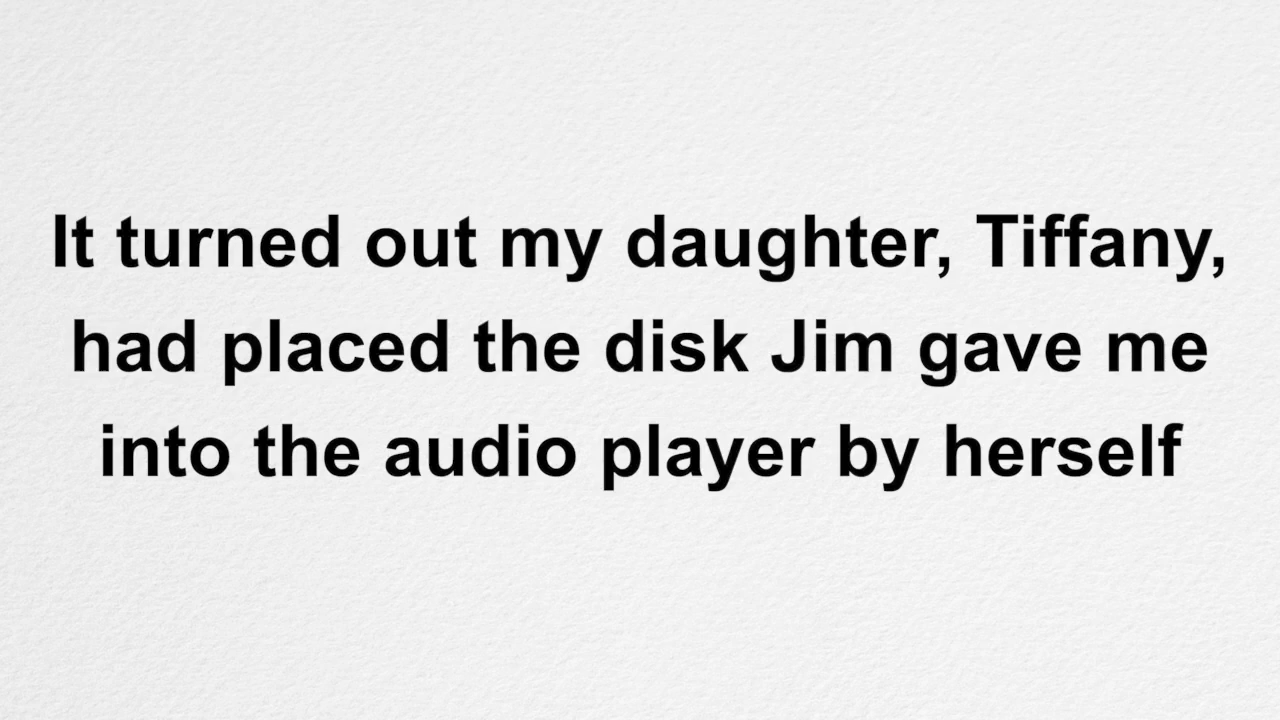 It turned out my daughter, Tiffany,
had placed the disk Jim gave me
into the audio player by herself